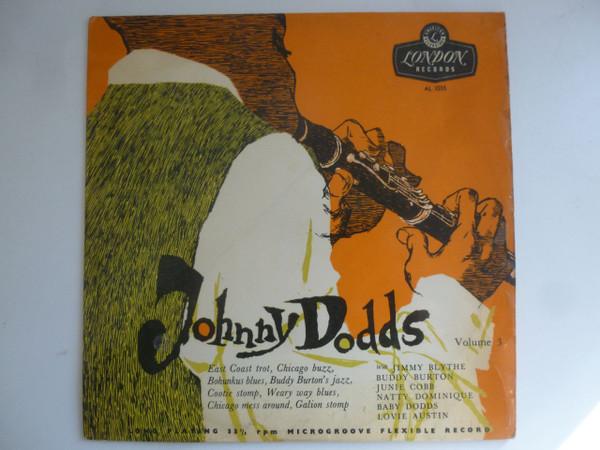 LONDON
RECORDS
AL 3555
Johnny Dodds
Volume 3
East Coast trot, Chicago buzz,
Bohunkus blues, Buddy Burton's jazz,
Cootie stomp, Weary way blues,
Chicago mess around, Galion stomp
with JIMMY BLYTHE
BUDDY BURTON
JUNIE COBB
NATTY DOMINIQUE
BABY DODDS
LOVIE AUSTIN
LONG PLAYING 33⅓ rpm MICROGROOVE FLEXIBLE RECORD